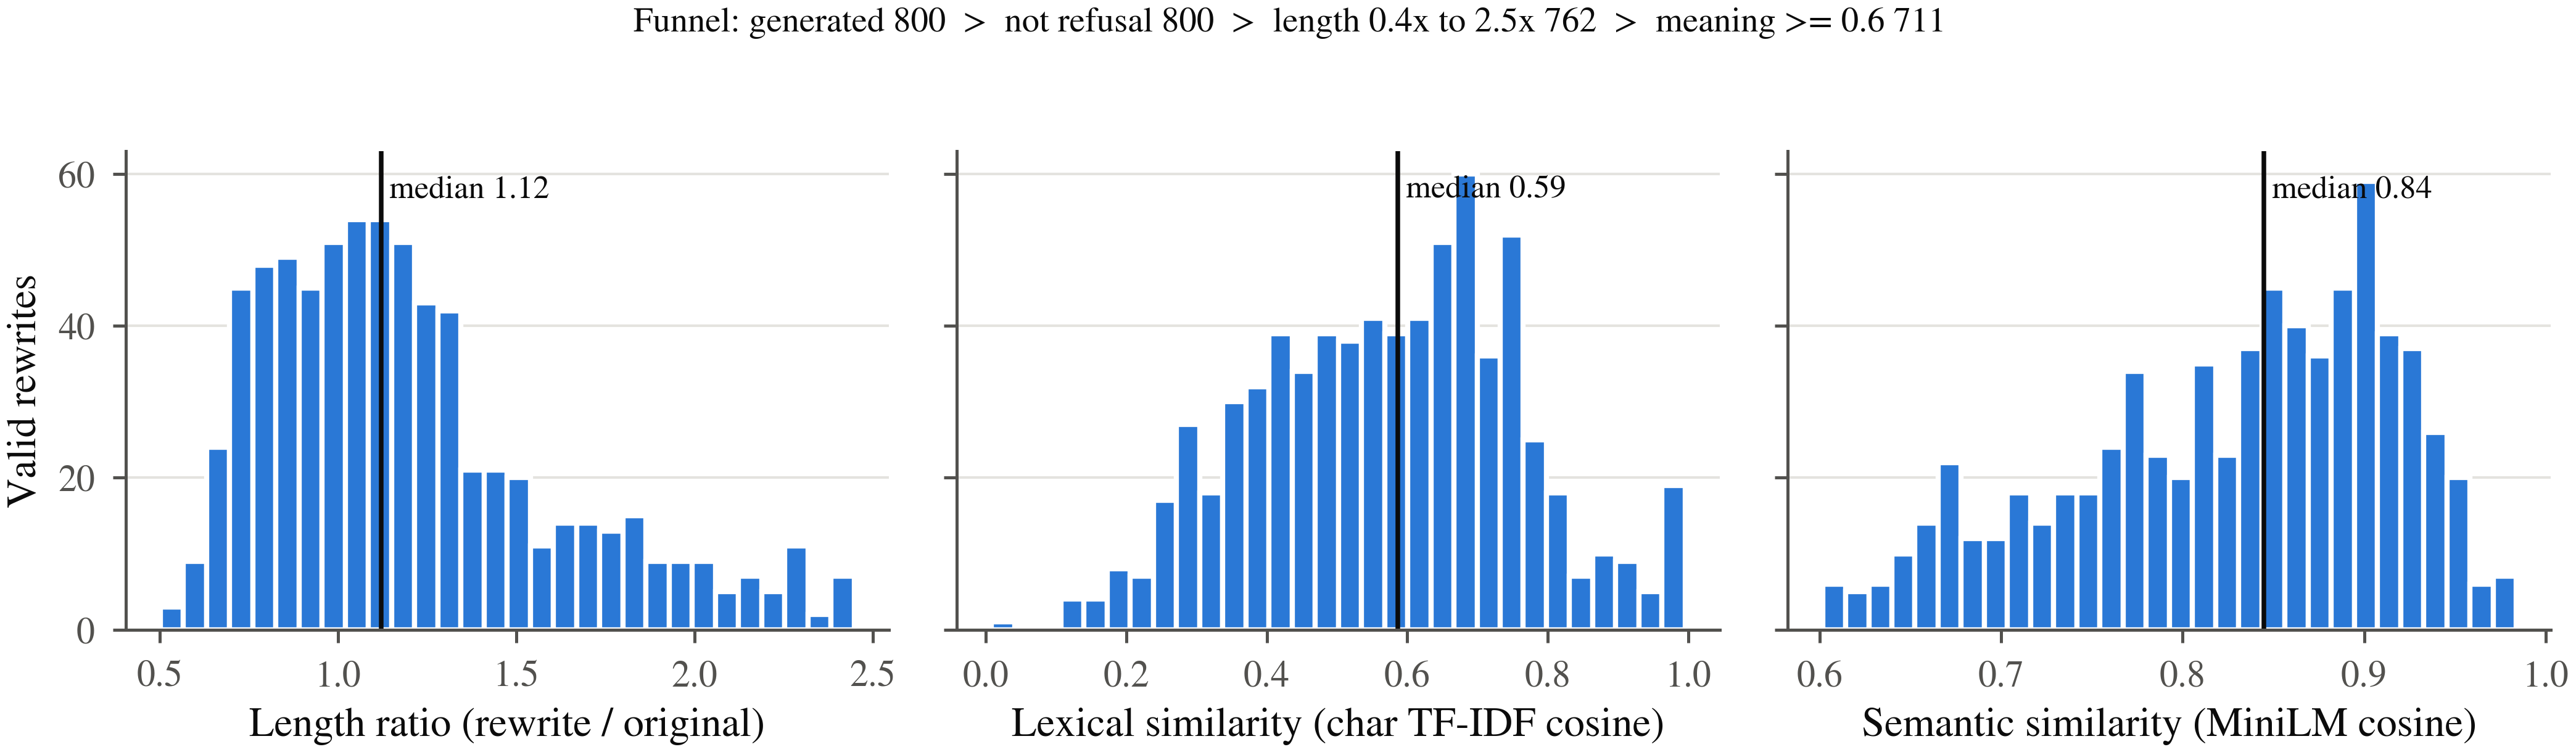 Funnel: generated 800 > not refusal 800 > length 0.4x to 2.5x 762 > meaning >= 0.6 711
Valid rewrites
60
40
20
0
median 1.12
0.5 1.0 1.5 2.0 2.5
Length ratio (rewrite / original)
median 0.59
0.0 0.2 0.4 0.6 0.8 1.0
Lexical similarity (char TF-IDF cosine)
median 0.84
0.6 0.7 0.8 0.9 1.0
Semantic similarity (MiniLM cosine)